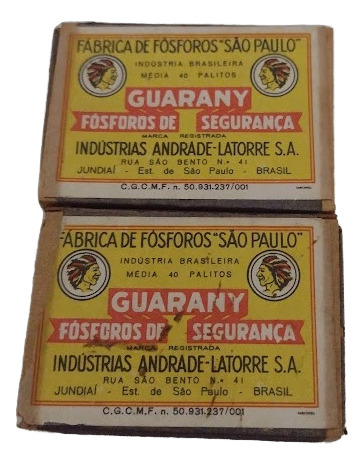 FÁBRICA DE FÓSFOROS "SÃO PAULO"
INDÚSTRIA BRASILEIRA
MÉDIA 40 PALITOS
GUARANY
FÓSFOROS DE SEGURANÇA
MARCA REGISTRADA
INDÚSTRIAS ANDRADE-LATORRE S.A.
RUA SÃO BENTO N.º 41
JUNDIAÍ - Est. de São Paulo - BRASIL
C.G.C.M.F. n. 50.931.237/001
FÁBRICA DE FÓSFOROS "SÃO PAULO"
INDÚSTRIA BRASILEIRA
MÉDIA 40 PALITOS
GUARANY
FÓSFOROS DE SEGURANÇA
MARCA REGISTRADA
INDÚSTRIAS ANDRADE-LATORRE S.A.
RUA SÃO BENTO N.º 41
JUNDIAÍ - Est. de São Paulo - BRASIL
C.G.C.M.F. n. 50.931.237/001